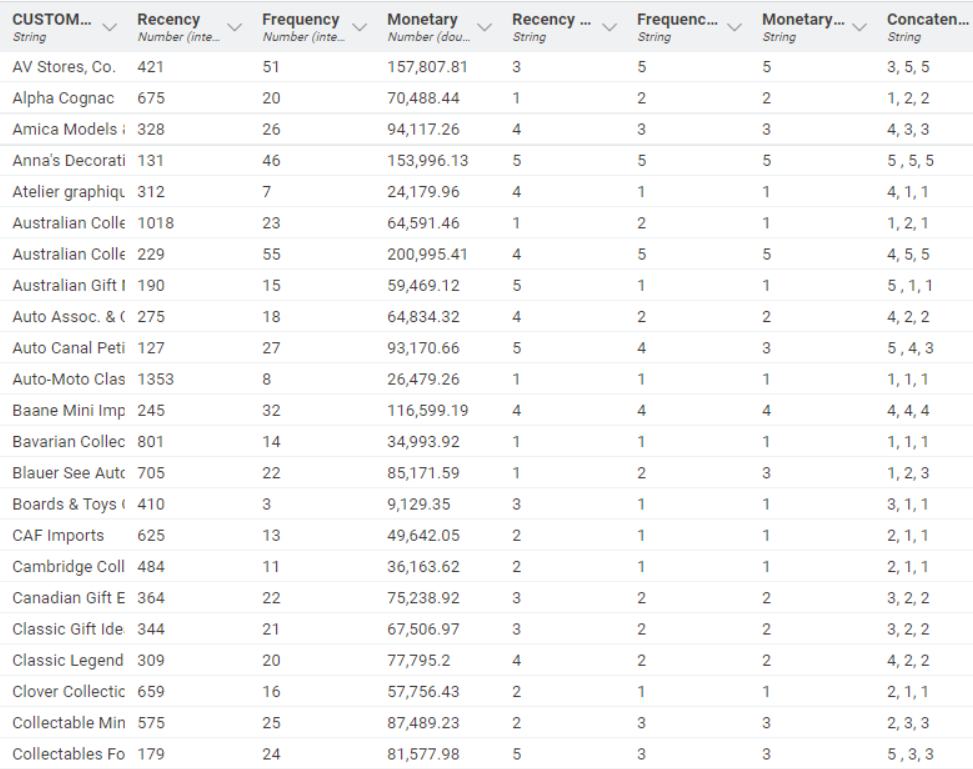 CUSTOM... Recency Frequency Monetary Recency ... Frequenc... Monetary... Concaten...
String Number (inte... Number (inte... Number (dou... String String String String
AV Stores, Co. 421 51 157,807.81 3 5 5 3, 5, 5
Alpha Cognac 675 20 70,488.44 1 2 2 1, 2, 2
Amica Models & 328 26 94,117.26 4 3 3 4, 3, 3
Anna's Decorati 131 46 153,996.13 5 5 5 5 , 5, 5
Atelier graphiqu 312 7 24,179.96 4 1 1 4, 1, 1
Australian Colle 1018 23 64,591.46 1 2 1 1, 2, 1
Australian Colle 229 55 200,995.41 4 5 5 4, 5, 5
Australian Gift N 190 15 59,469.12 5 1 1 5 , 1, 1
Auto Assoc. & C 275 18 64,834.32 4 2 2 4, 2, 2
Auto Canal Peti 127 27 93,170.66 5 4 3 5 , 4, 3
Auto-Moto Clas 1353 8 26,479.26 1 1 1 1, 1, 1
Baane Mini Imp 245 32 116,599.19 4 4 4 4, 4, 4
Bavarian Collec 801 14 34,993.92 1 1 1 1, 1, 1
Blauer See Auto 705 22 85,171.59 1 2 3 1, 2, 3
Boards & Toys C 410 3 9,129.35 3 1 1 3, 1, 1
CAF Imports 625 13 49,642.05 2 1 1 2, 1, 1
Cambridge Coll 484 11 36,163.62 2 1 1 2, 1, 1
Canadian Gift E 364 22 75,238.92 3 2 2 3, 2, 2
Classic Gift Ide 344 21 67,506.97 3 2 2 3, 2, 2
Classic Legend 309 20 77,795.2 4 2 2 4, 2, 2
Clover Collectic 659 16 57,756.43 2 1 1 2, 1, 1
Collectable Min 575 25 87,489.23 2 3 3 2, 3, 3
Collectables Fo 179 24 81,577.98 5 3 3 5 , 3, 3